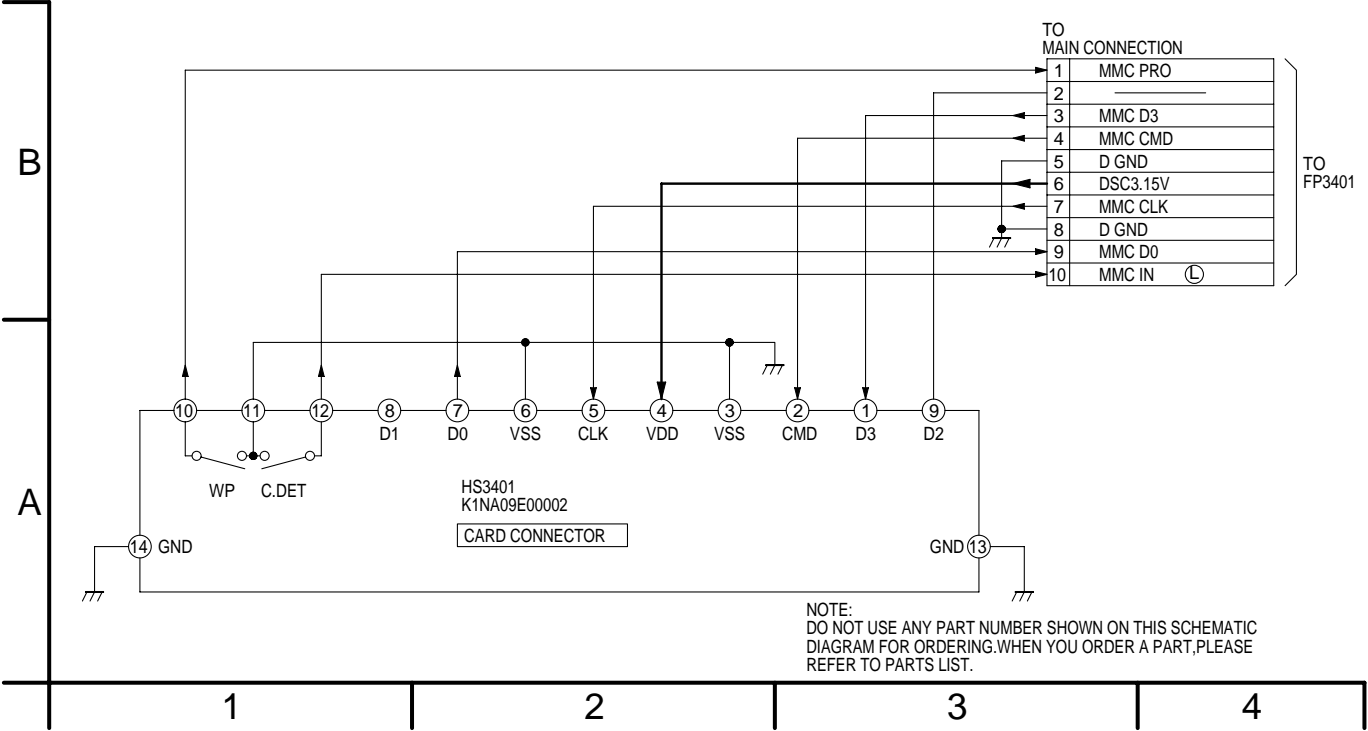 TO
MAIN CONNECTION
1 MMC PRO
2
3 MMC D3
4 MMC CMD
5 D GND
6 DSC3.15V
7 MMC CLK
8 D GND
9 MMC D0
10 MMC IN L
TO
FP3401
B
10 11 12 8 7 6 5 4 3 2 1 9
D1 D0 VSS CLK VDD VSS CMD D3 D2
WP C.DET
HS3401
K1NA09E00002
CARD CONNECTOR
A
14 GND
GND 13
NOTE:
DO NOT USE ANY PART NUMBER SHOWN ON THIS SCHEMATIC
DIAGRAM FOR ORDERING.WHEN YOU ORDER A PART,PLEASE
REFER TO PARTS LIST.
1 2 3 4